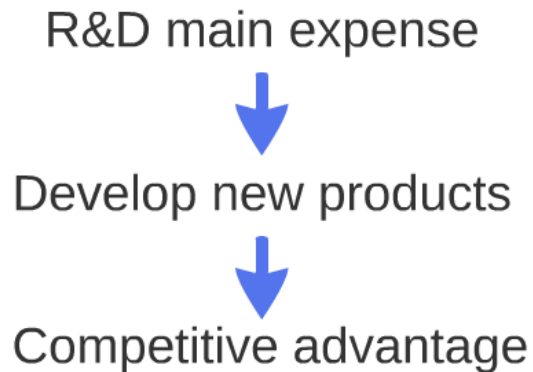 R&D main expense
Develop new products
Competitive advantage